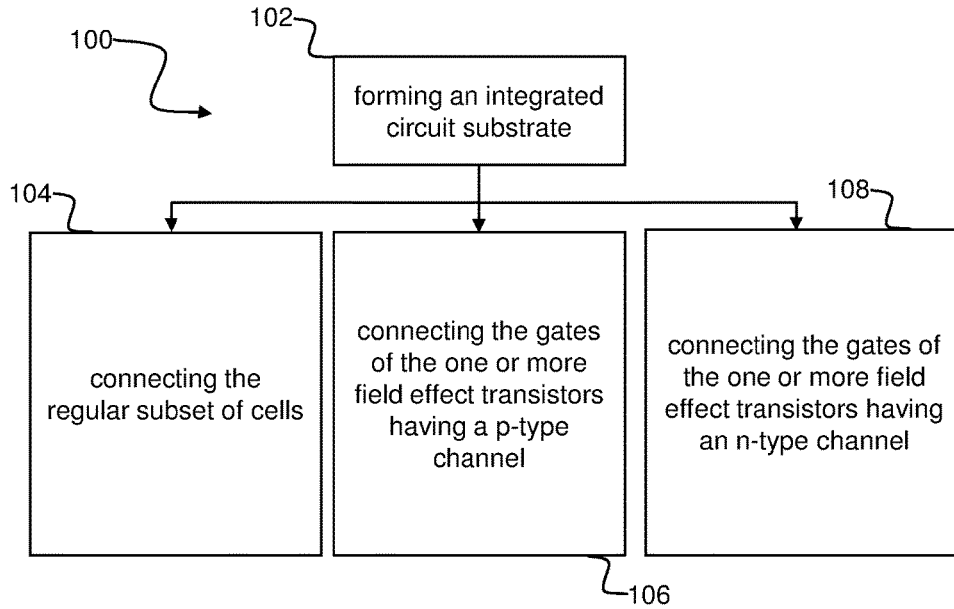 100
102
forming an integrated
circuit substrate
104
108
connecting the
regular subset of cells
connecting the gates
of the one or more
field effect transistors
having a p-type
channel
connecting the gates of
the one or more field
effect transistors having
an n-type channel
106